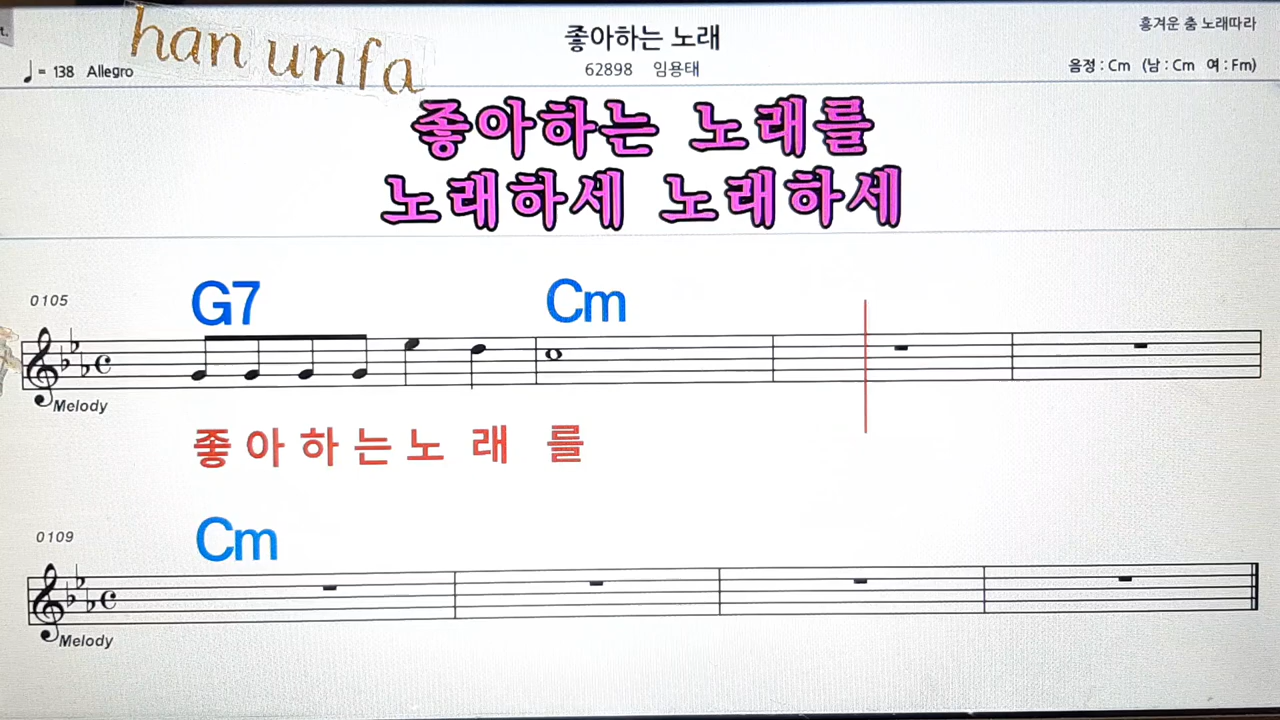 t.
han unfa
좋아하는 노래
흥겨운 춤 노래따라
♩= 138 Allegro
62898 임용태
음정 : Cm (남 : Cm 여 : Fm)
좋아하는 노래를
노래하세 노래하세
0105
G7 Cm
Melody
좋 아 하 는 노 래 를
0109
Cm
Melody